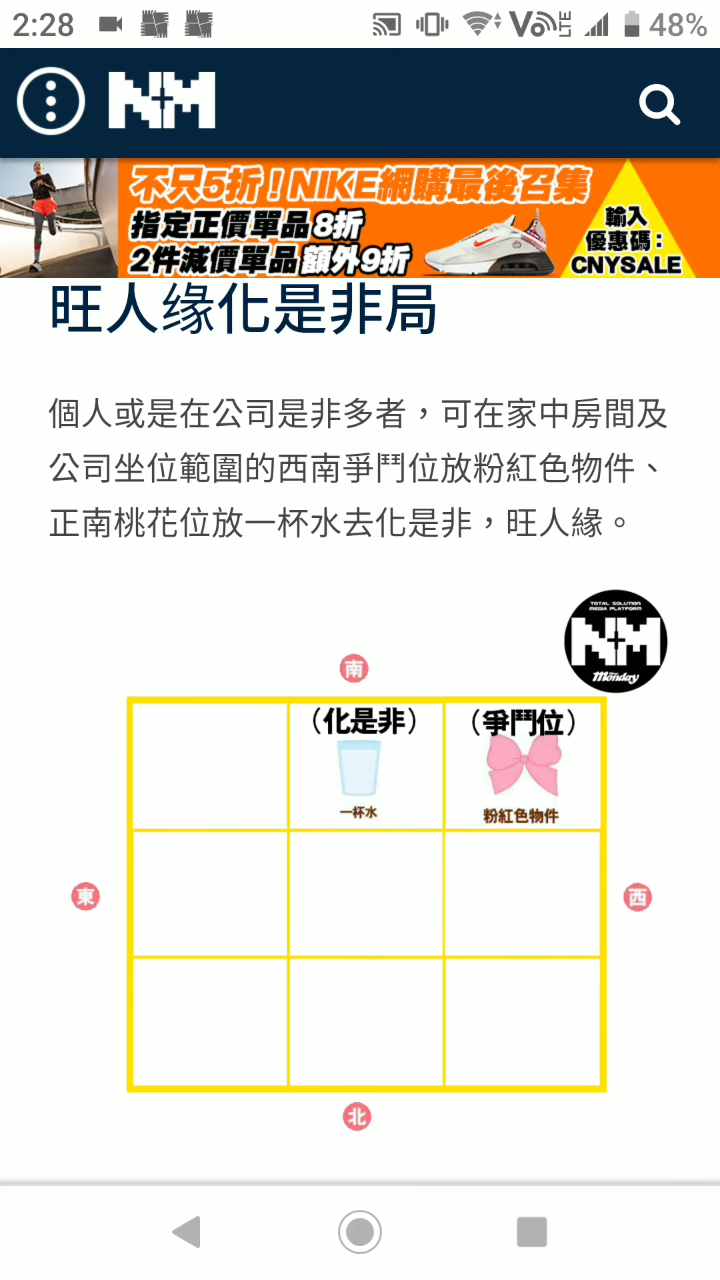 2:28
VoLTE
48%
N+M
不只5折！NIKE網購最後召集
指定正價單品8折
2件減價單品額外9折
輸入
優惠碼：
CNYSALE
旺人缘化是非局
個人或是在公司是非多者，可在家中房間及
公司坐位範圍的西南爭鬥位放粉紅色物件、
正南桃花位放一杯水去化是非，旺人緣。
TOTAL SOLUTION
MEDIA PLATFORM
N+M
Monday
南
（化是非）
（爭鬥位）
一杯水
粉紅色物件
東
西
北